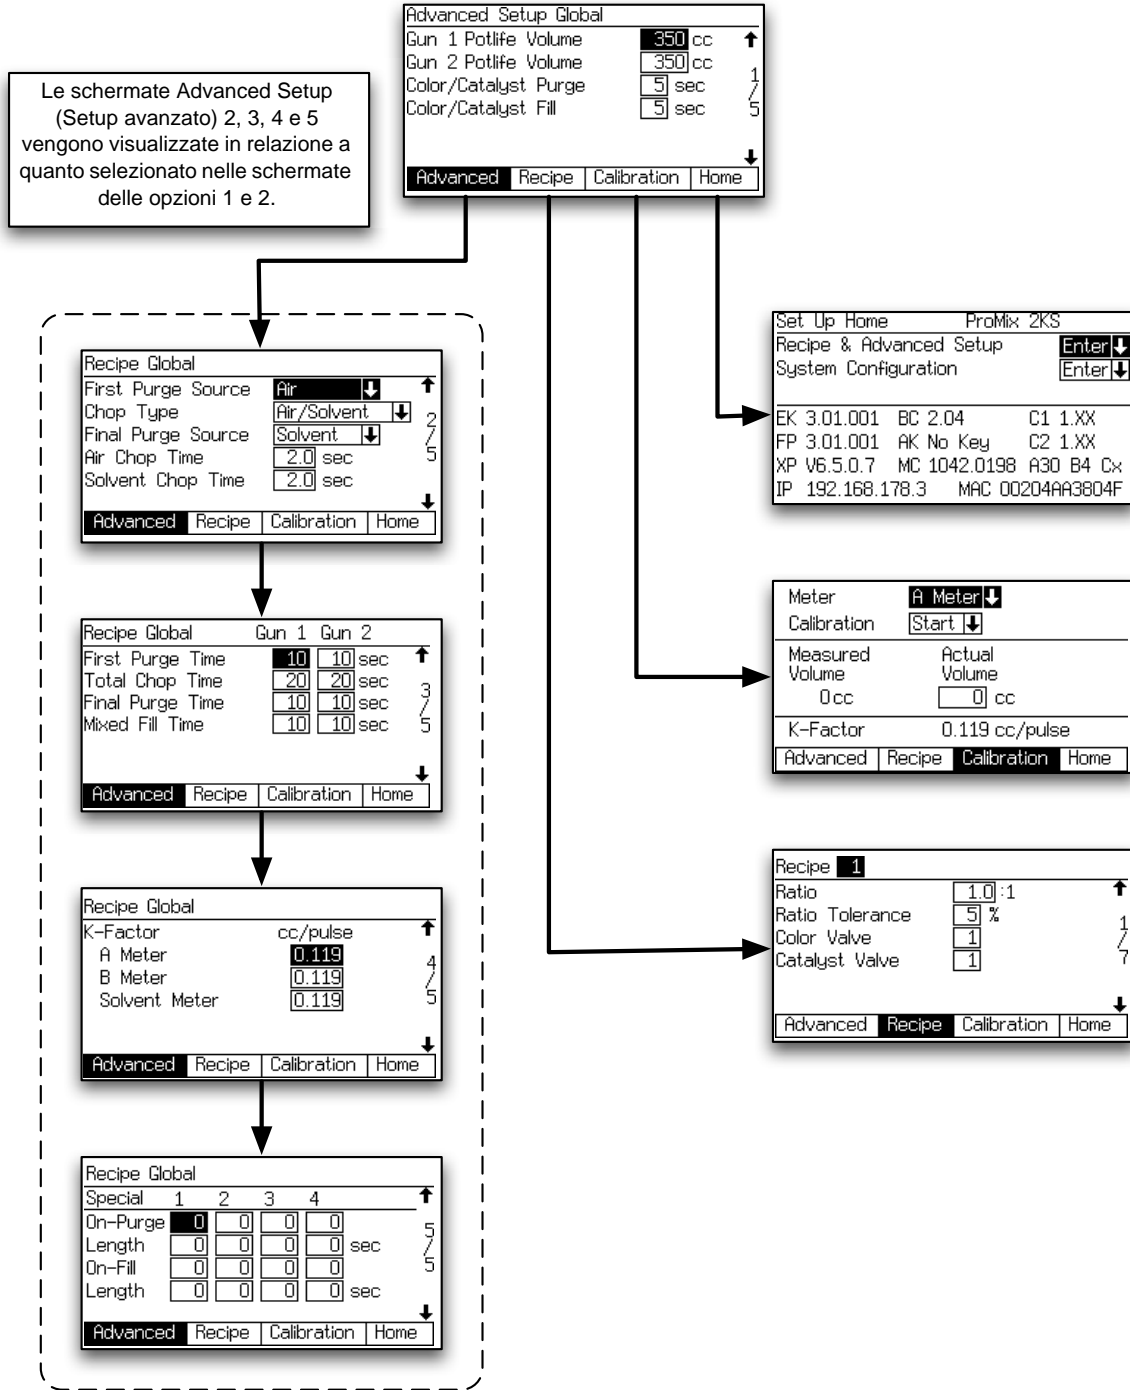 Advanced Setup Global
Gun 1 Potlife Volume 350 cc
Gun 2 Potlife Volume 350 cc
Color/Catalyst Purge 5 sec
Color/Catalyst Fill 5 sec
1/5
Advanced Recipe Calibration Home
Le schermate Advanced Setup
(Setup avanzato) 2, 3, 4 e 5
vengono visualizzate in relazione a
quanto selezionato nelle schermate
delle opzioni 1 e 2.
Recipe Global
First Purge Source Air
Chop Type Air/Solvent
Final Purge Source Solvent
Air Chop Time 2.0 sec
Solvent Chop Time 2.0 sec
2/5
Advanced Recipe Calibration Home
Recipe Global Gun 1 Gun 2
First Purge Time 10 10 sec
Total Chop Time 20 20 sec
Final Purge Time 10 10 sec
Mixed Fill Time 10 10 sec
3/5
Advanced Recipe Calibration Home
Recipe Global
K-Factor cc/pulse
A Meter 0.119
B Meter 0.119
Solvent Meter 0.119
4/5
Advanced Recipe Calibration Home
Recipe Global
Special 1 2 3 4
On-Purge 0 0 0 0
Length 0 0 0 0 sec
On-Fill 0 0 0 0
Length 0 0 0 0 sec
5/5
Advanced Recipe Calibration Home
Set Up Home ProMix 2KS
Recipe & Advanced Setup Enter
System Configuration Enter
EK 3.01.001 BC 2.04 C1 1.XX
FP 3.01.001 AK No Key C2 1.XX
XP V6.5.0.7 MC 1042.0198 A30 B4 Cx
IP 192.168.178.3 MAC 00204AA3804F
Meter A Meter
Calibration Start
Measured Actual
Volume Volume
0 cc 0 cc
K-Factor 0.119 cc/pulse
Advanced Recipe Calibration Home
Recipe 1
Ratio 1.0 :1
Ratio Tolerance 5 %
Color Valve 1
Catalyst Valve 1
1/7
Advanced Recipe Calibration Home